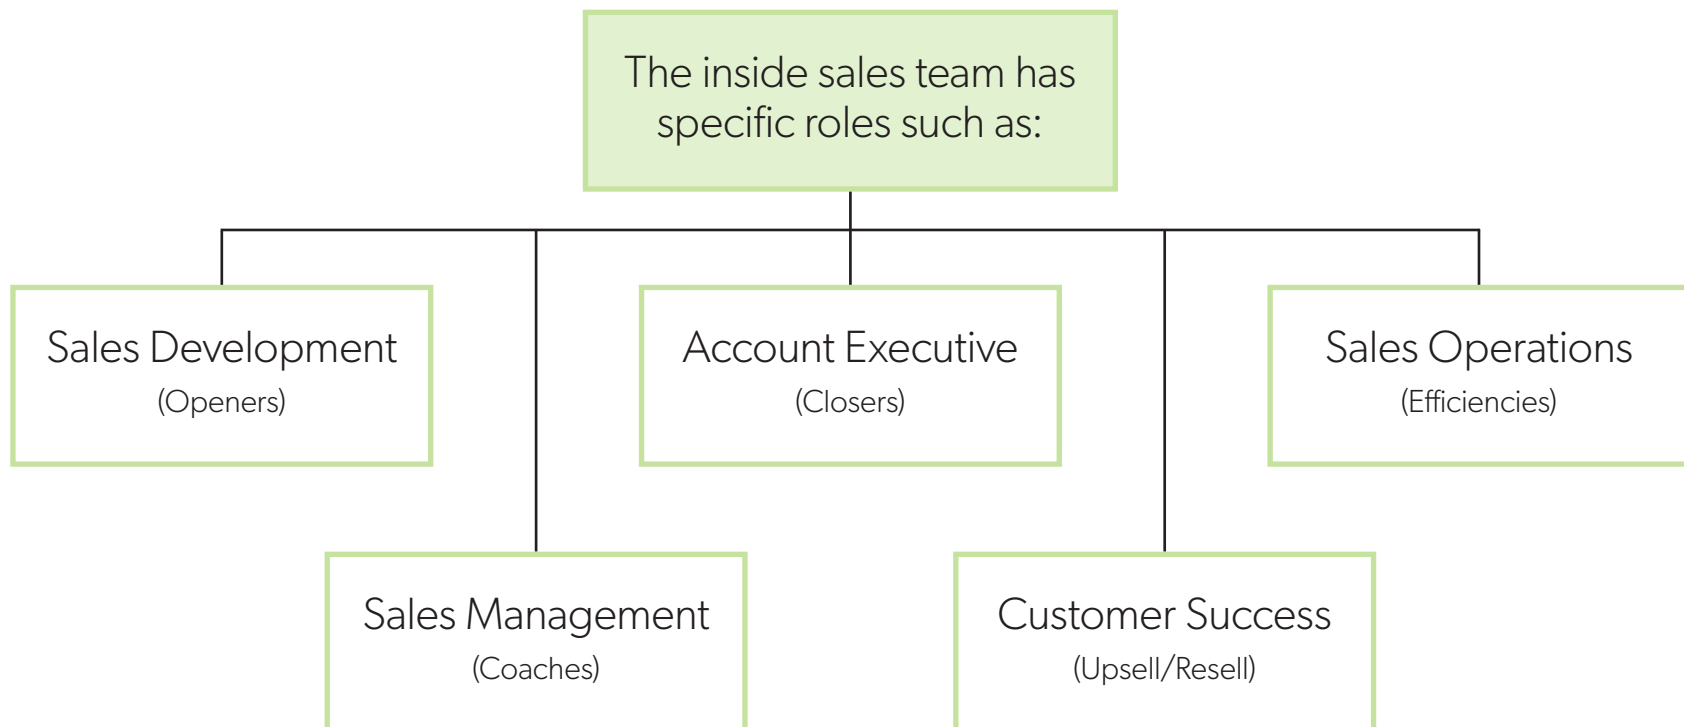 The inside sales team has
specific roles such as:
Sales Development
(Openers)
Account Executive
(Closers)
Sales Operations
(Efficiencies)
Sales Management
(Coaches)
Customer Success
(Upsell/Resell)